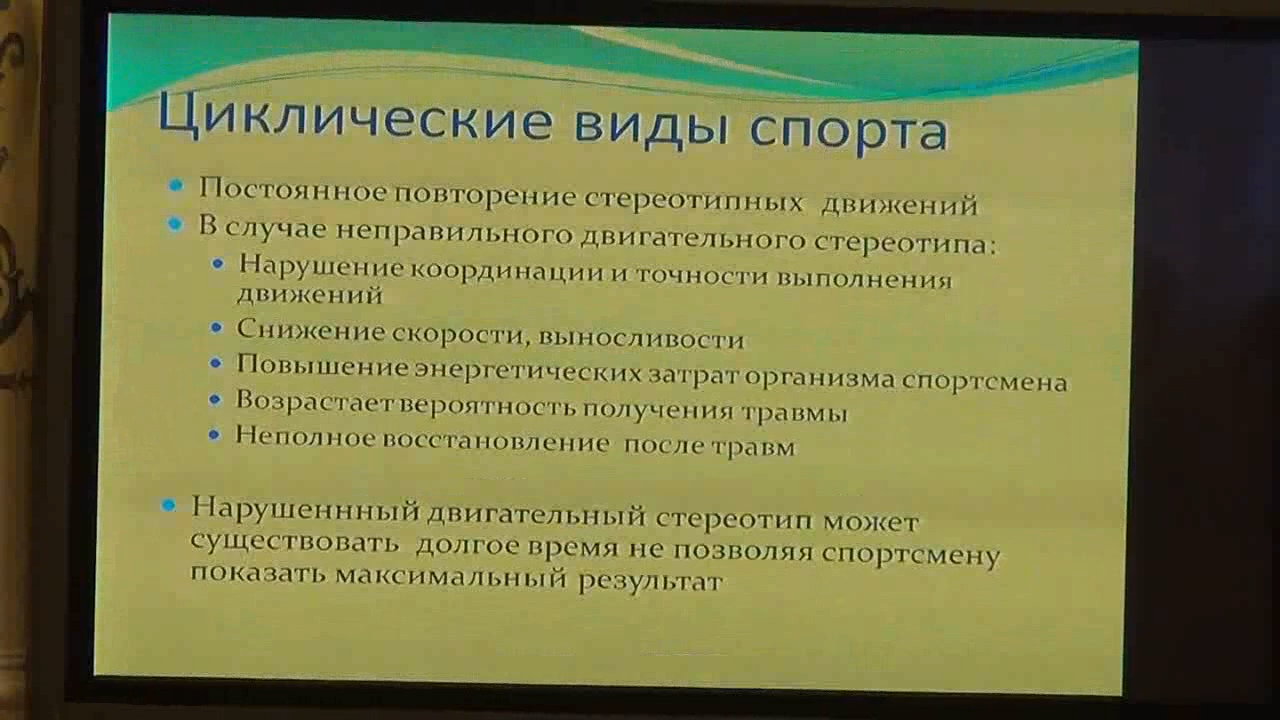 Циклические виды спорта
Постоянное повторение стереотипных движений
В случае неправильного двигательного стереотипа:
Нарушение координации и точности выполнения
движений
Снижение скорости, выносливости
Повышение энергетических затрат организма спортсмена
Возрастает вероятность получения травмы
Неполное восстановление после травм
Нарушеннный двигательный стереотип может
существовать долгое время не позволяя спортсмену
показать максимальный результат